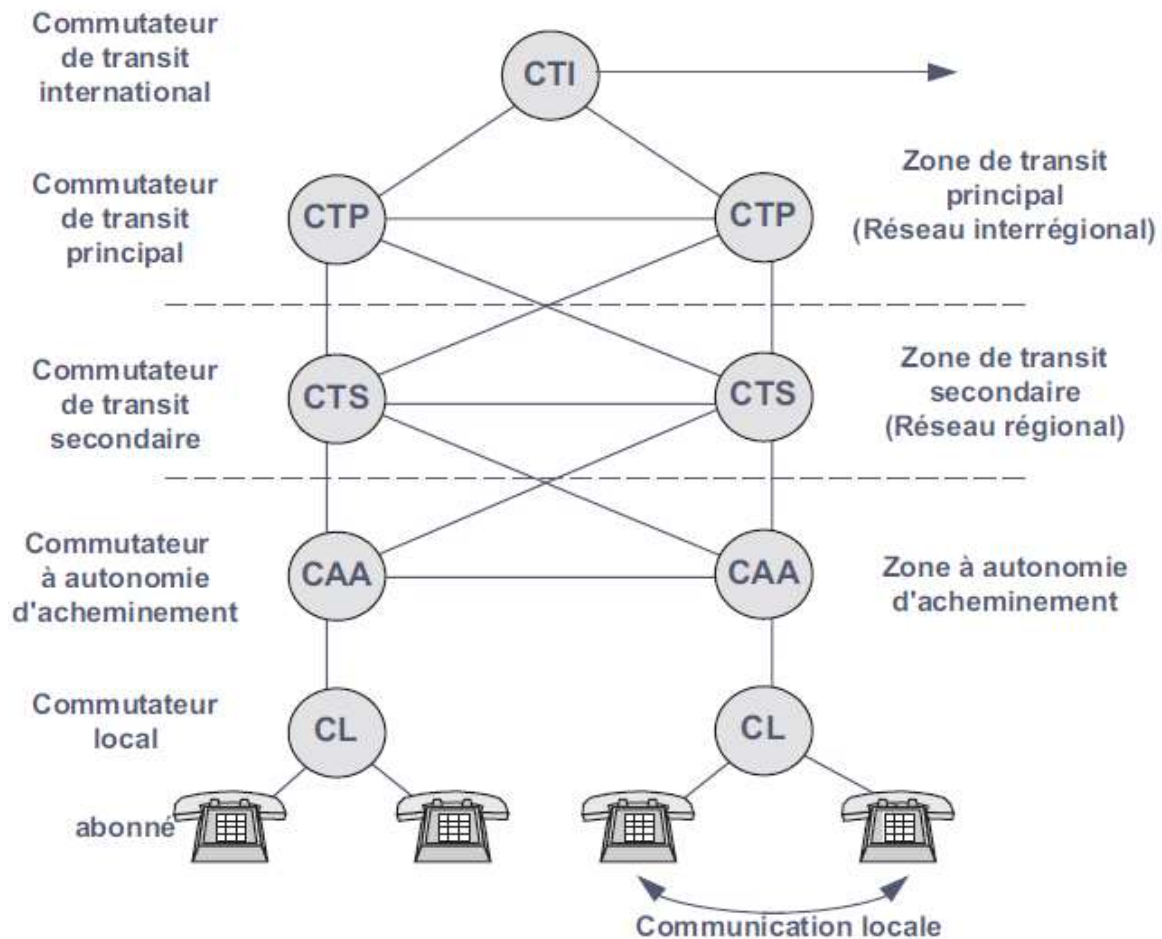 Commutateur
de transit
international
CTI
Commutateur
de transit
principal
CTP
CTP
Zone de transit
principal
(Réseau interrégional)
Commutateur
de transit
secondaire
CTS
CTS
Zone de transit
secondaire
(Réseau régional)
Commutateur
à autonomie
d'acheminement
CAA
CAA
Zone à autonomie
d'acheminement
Commutateur
local
CL
CL
abonné
Communication locale